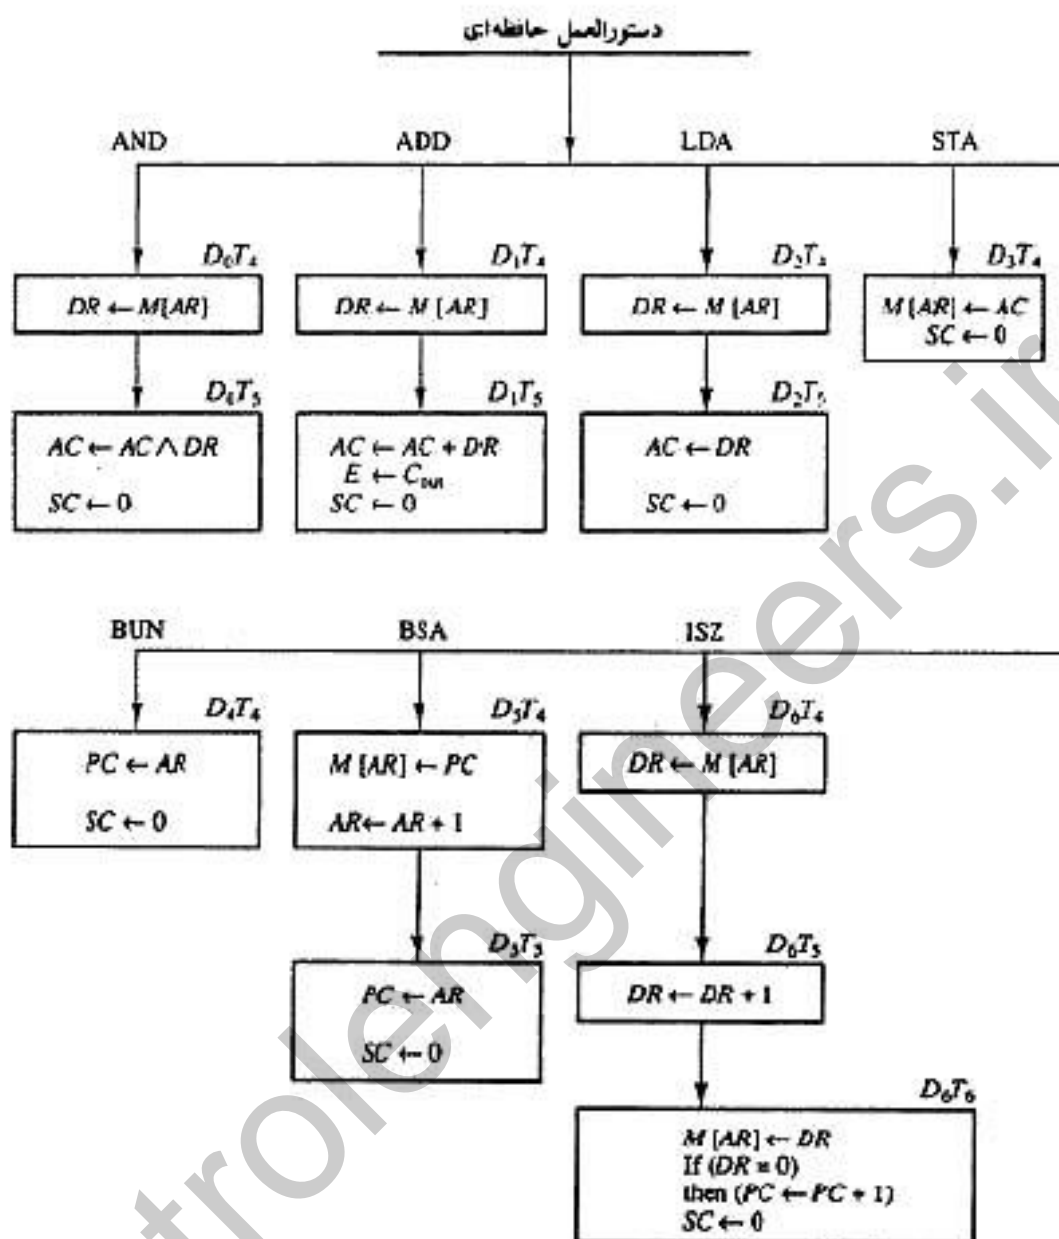 دستورالعمل حافظه‌ای
AND ADD LDA STA
D₀T₄ D₁T₄ D₂T₄ D₃T₄
DR ← M[AR] DR ← M [AR] DR ← M [AR] M [AR] ← AC
SC ← 0
D₀T₅ D₁T₅ D₂T₅
AC ← AC ∧ DR AC ← AC + DR AC ← DR
E ← Cout
SC ← 0 SC ← 0 SC ← 0
BUN BSA ISZ
D₄T₄ D₅T₄ D₆T₄
PC ← AR M [AR] ← PC DR ← M [AR]
SC ← 0 AR ← AR + 1
D₅T₅ D₆T₅
PC ← AR DR ← DR + 1
SC ← 0
D₆T₆
M [AR] ← DR
If (DR = 0)
then (PC ← PC + 1)
SC ← 0
trolengineers.ir